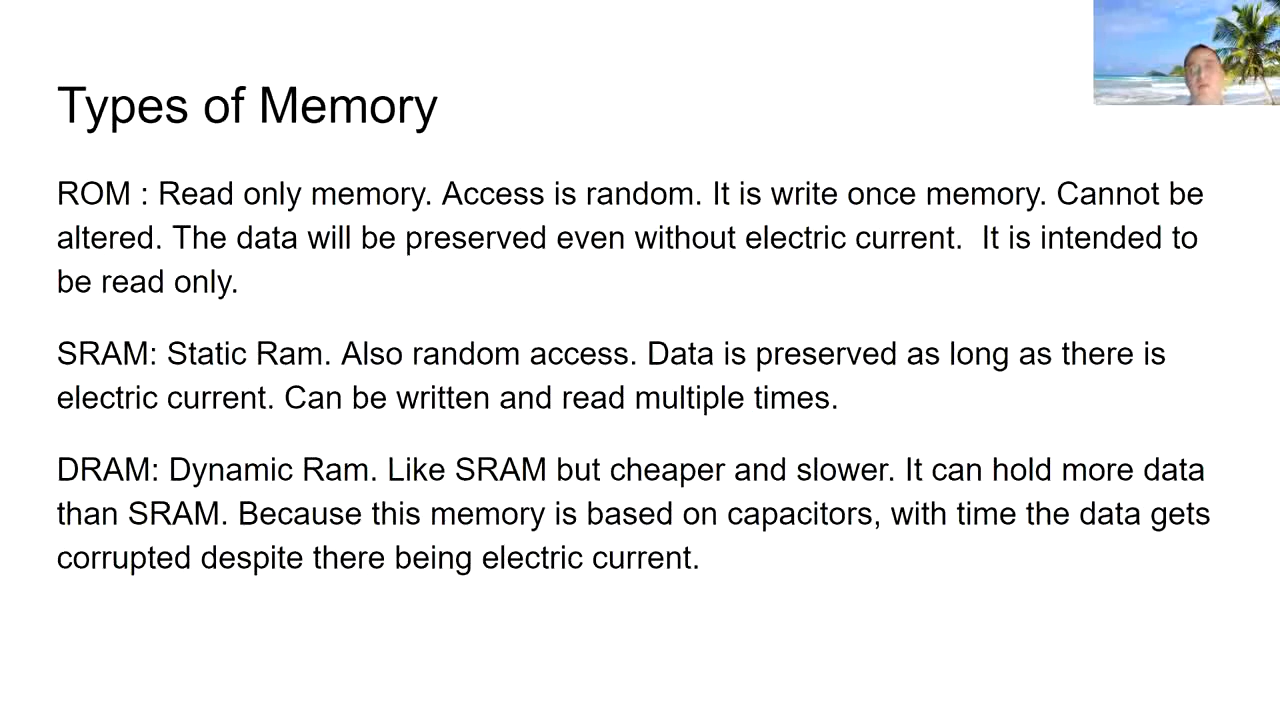 Types of Memory
ROM : Read only memory. Access is random. It is write once memory. Cannot be
altered. The data will be preserved even without electric current.  It is intended to
be read only.
SRAM: Static Ram. Also random access. Data is preserved as long as there is
electric current. Can be written and read multiple times.
DRAM: Dynamic Ram. Like SRAM but cheaper and slower. It can hold more data
than SRAM. Because this memory is based on capacitors, with time the data gets
corrupted despite there being electric current.